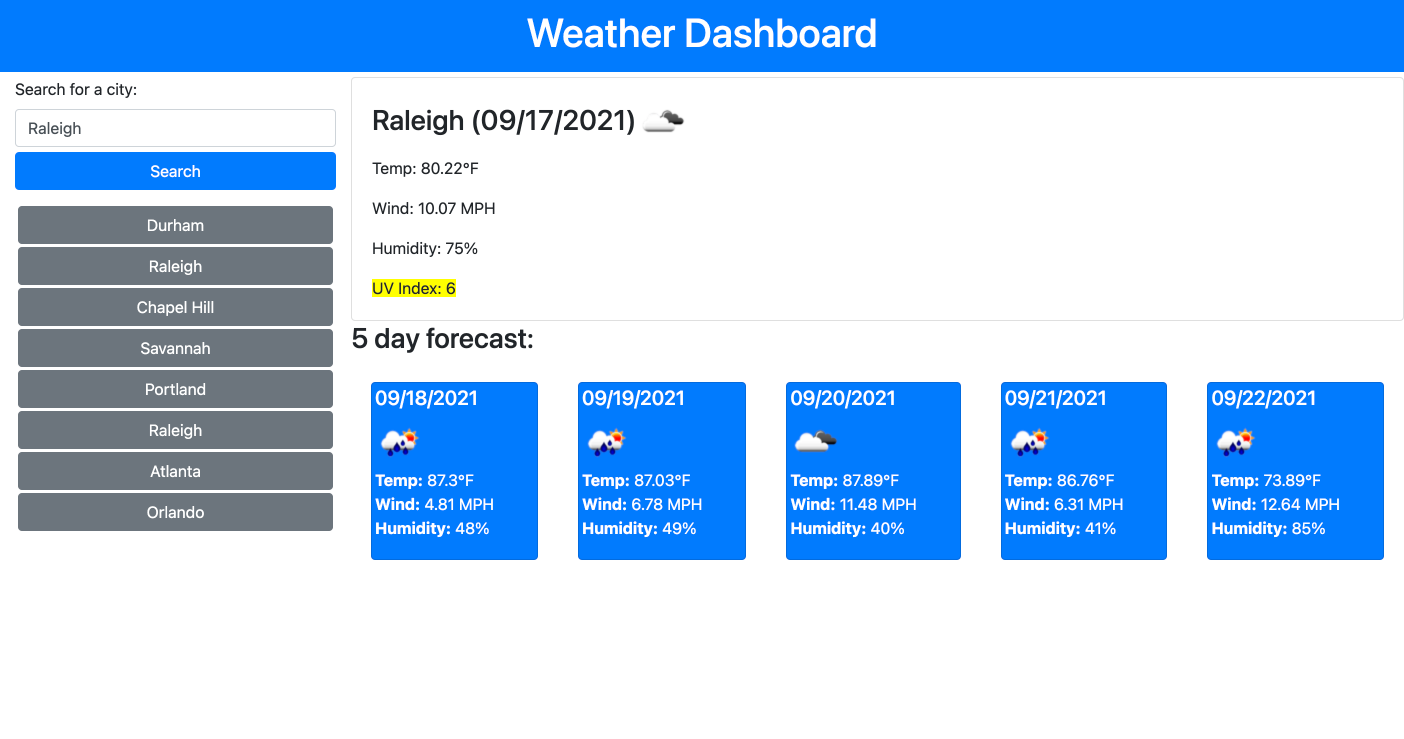 Weather Dashboard
Search for a city:
Raleigh
Search
Durham
Raleigh
Chapel Hill
Savannah
Portland
Raleigh
Atlanta
Orlando
Raleigh (09/17/2021)
Temp: 80.22°F
Wind: 10.07 MPH
Humidity: 75%
UV Index: 6
5 day forecast:
09/18/2021
Temp: 87.3°F
Wind: 4.81 MPH
Humidity: 48%
09/19/2021
Temp: 87.03°F
Wind: 6.78 MPH
Humidity: 49%
09/20/2021
Temp: 87.89°F
Wind: 11.48 MPH
Humidity: 40%
09/21/2021
Temp: 86.76°F
Wind: 6.31 MPH
Humidity: 41%
09/22/2021
Temp: 73.89°F
Wind: 12.64 MPH
Humidity: 85%